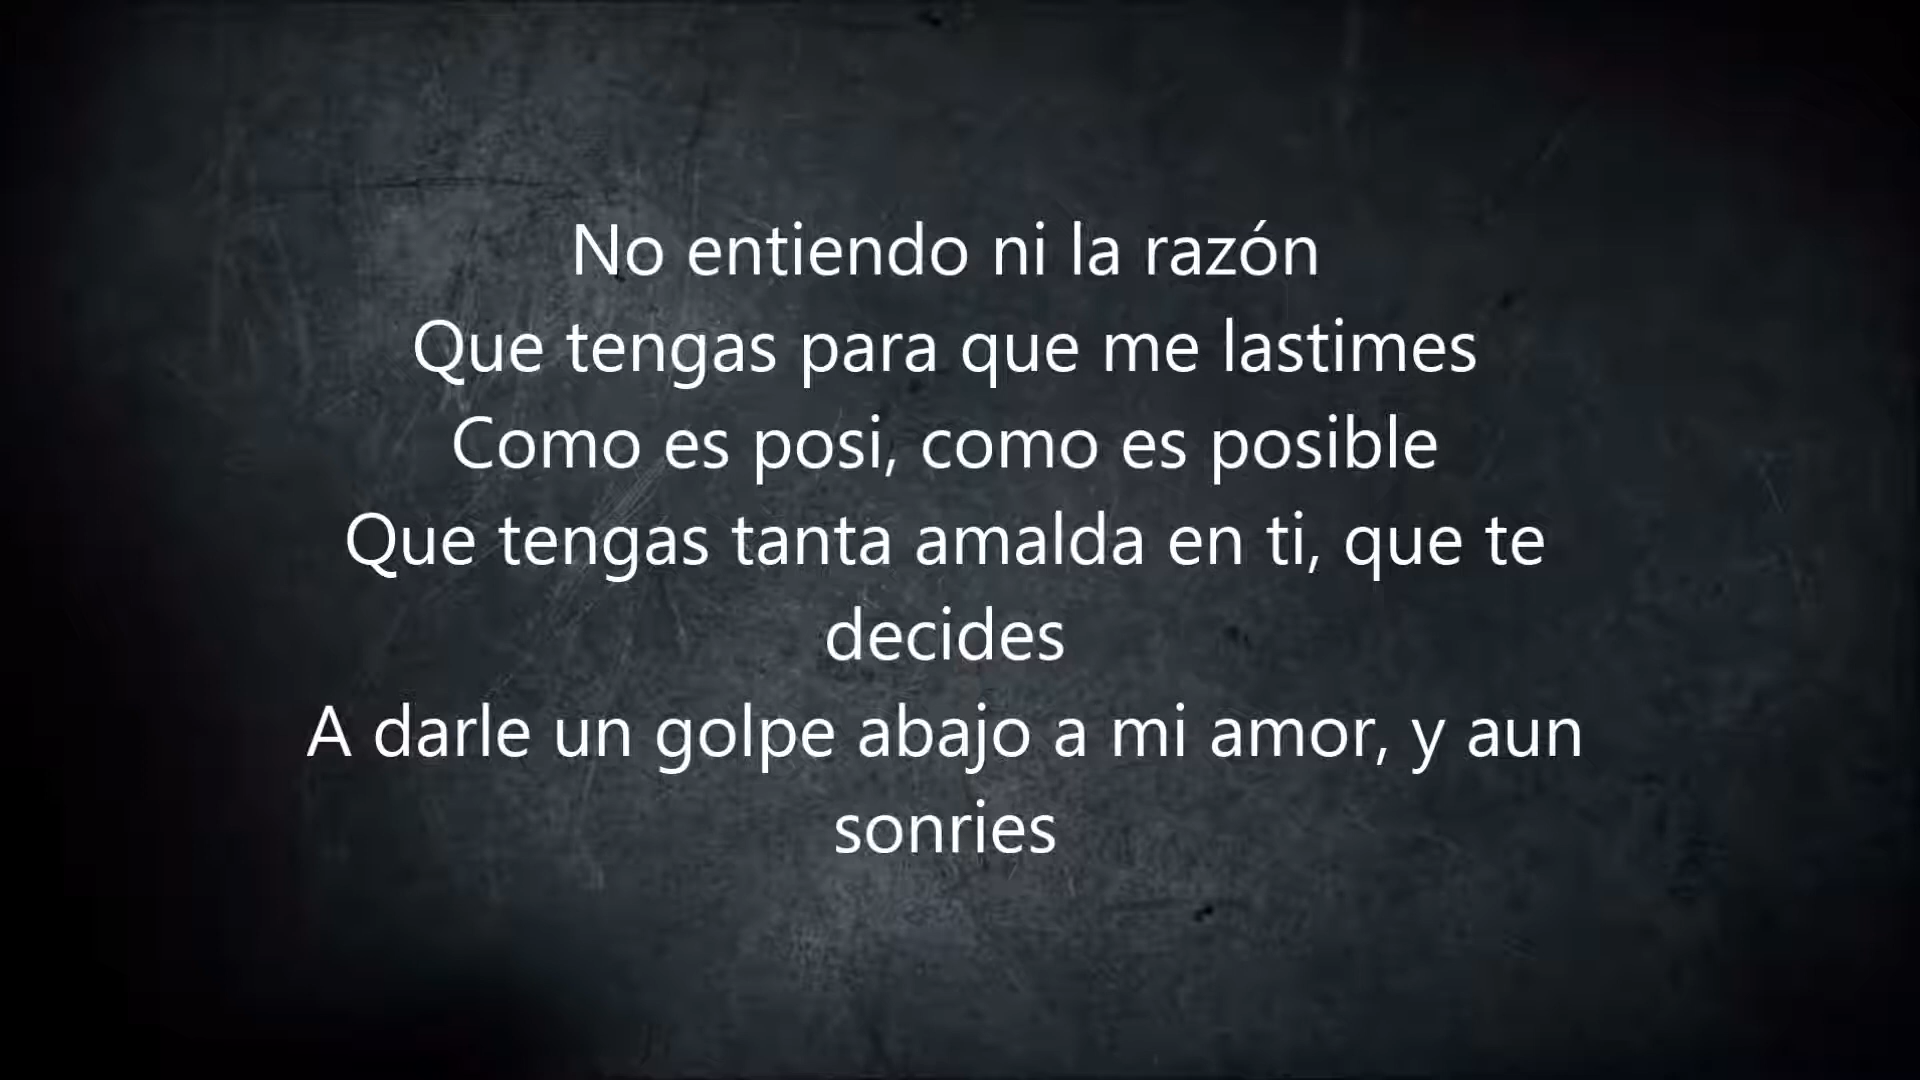 No entiendo ni la razón
Que tengas para que me lastimes
Como es posi, como es posible
Que tengas tanta amalda en ti, que te
decides
A darle un golpe abajo a mi amor, y aun
sonries